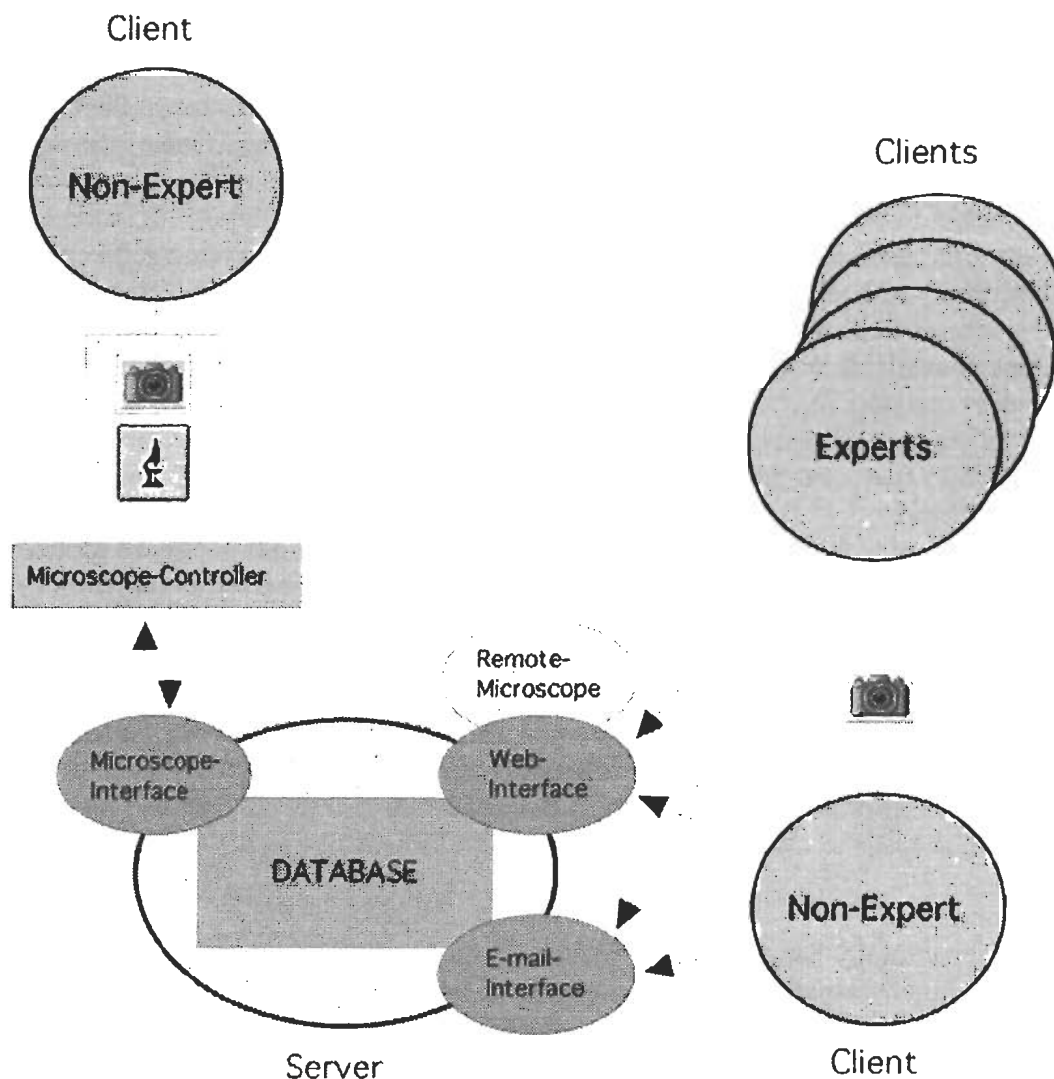 Client
Non-Expert
Clients
Experts
Microscope-Controller
Remote-
Microscope
Microscope-
Interface
Web-
Interface
DATABASE
Non-Expert
E-mail-
Interface
Server
Client